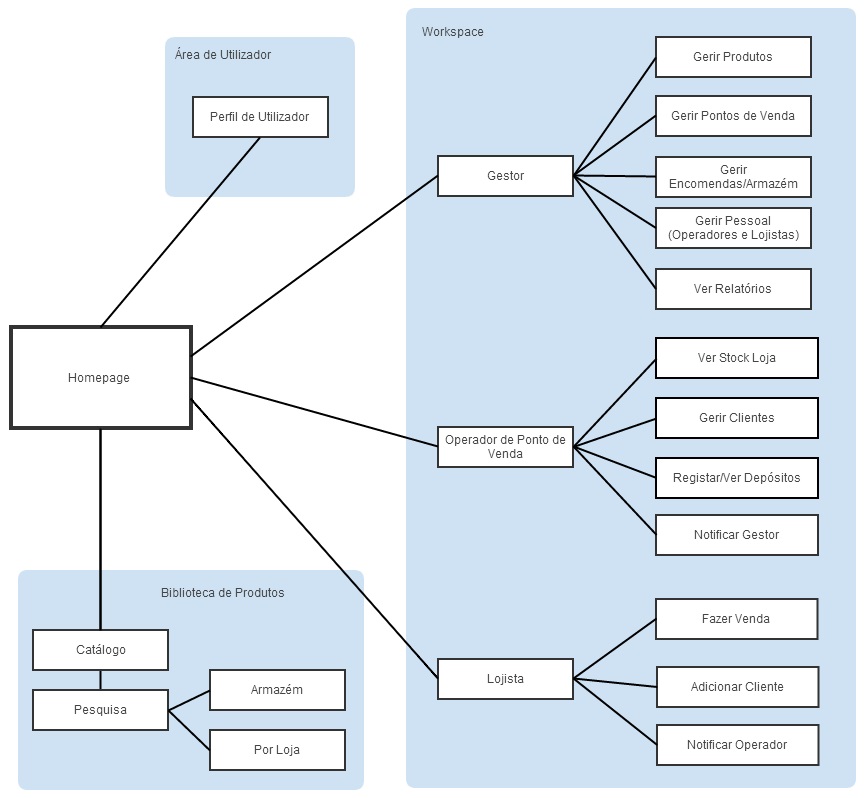 Área de Utilizador
Perfil de Utilizador
Homepage
Biblioteca de Produtos
Catálogo
Pesquisa
Armazém
Por Loja
Workspace
Gestor
Gerir Produtos
Gerir Pontos de Venda
Gerir
Encomendas/Armazém
Gerir Pessoal
(Operadores e Lojistas)
Ver Relatórios
Operador de Ponto de
Venda
Ver Stock Loja
Gerir Clientes
Registar/Ver Depósitos
Notificar Gestor
Lojista
Fazer Venda
Adicionar Cliente
Notificar Operador